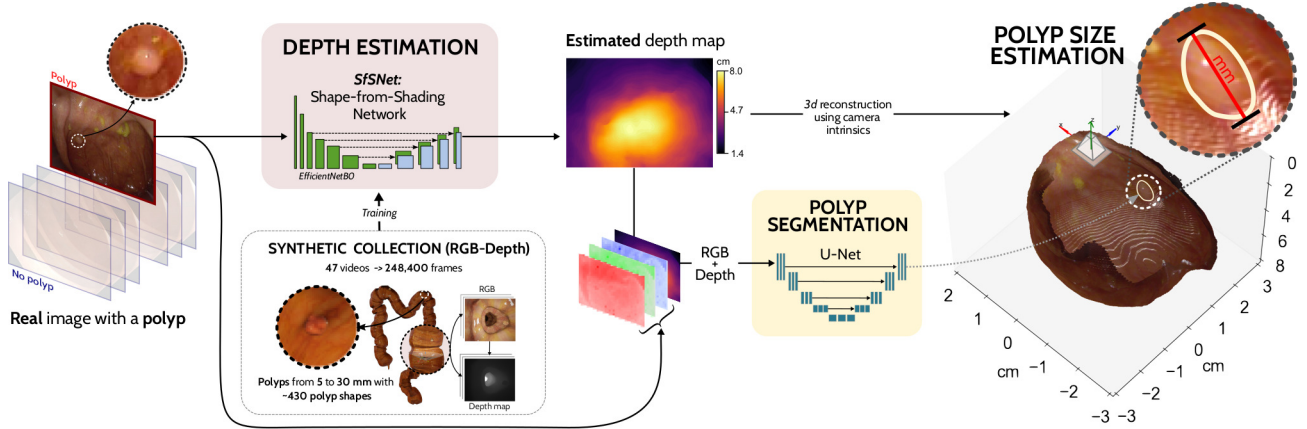 Polyp
No polyp
Real image with a polyp
DEPTH ESTIMATION
SfSNet:
Shape-from-Shading
Network
EfficientNetB0
Training
SYNTHETIC COLLECTION (RGB-Depth)
47 videos -> 248,400 frames
RGB
Depth map
Polyps from 5 to 30 mm with
~430 polyp shapes
Estimated depth map
cm
8.0
4.7
1.4
3d reconstruction
using camera
intrinsics
RGB
+
Depth
POLYP
SEGMENTATION
U-Net
POLYP SIZE
ESTIMATION
mm
x
z
y
0
2
4
6
8
2
1
0
-1
-2
-3
cm
3
2
1
0
-1
-2
-3
cm